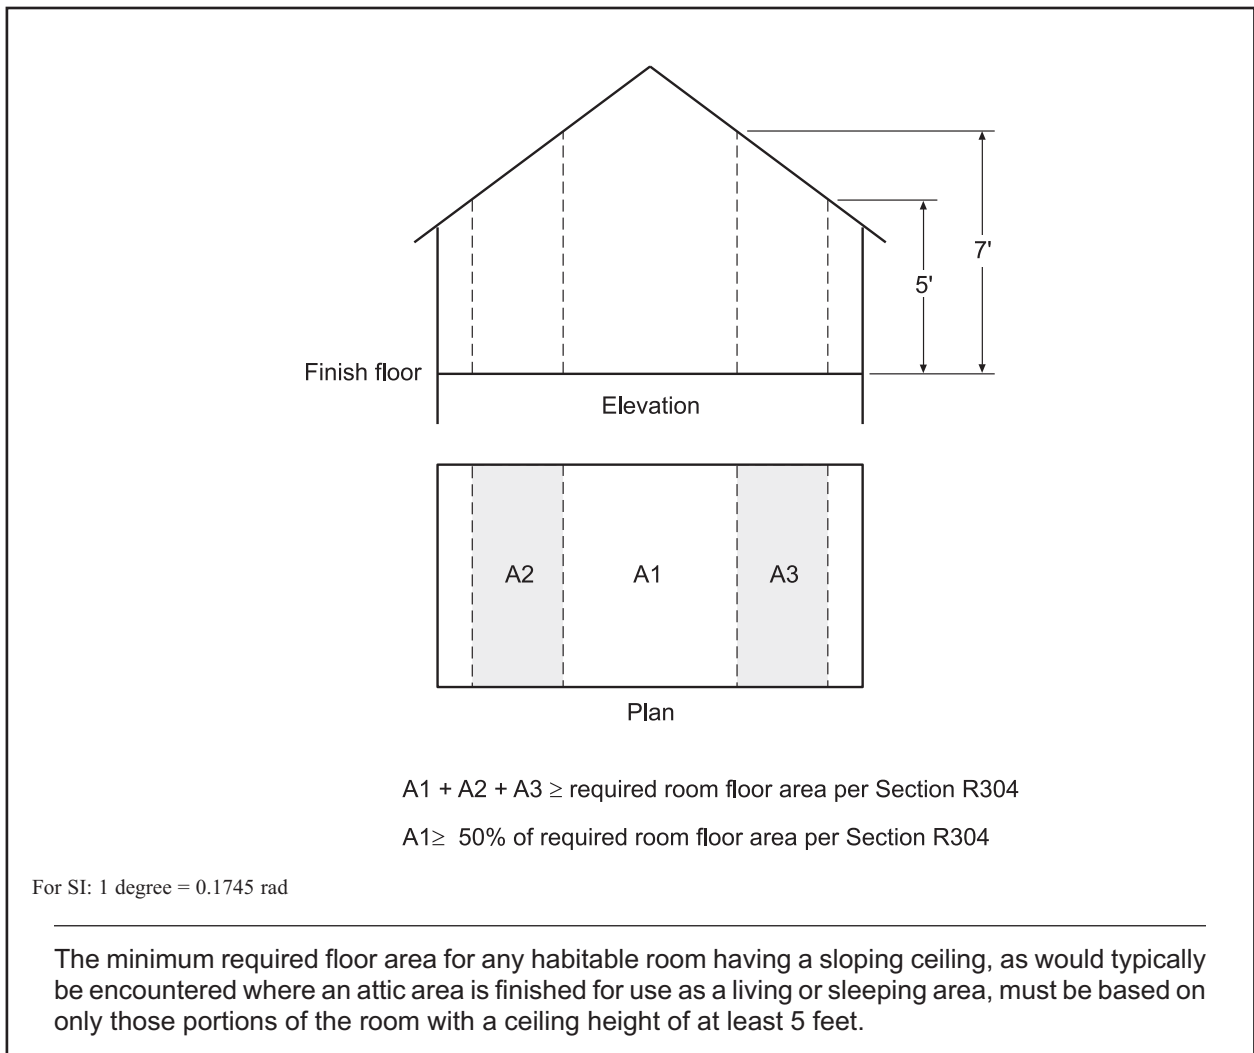 7'
5'
Finish floor
Elevation
A2 A1 A3
Plan
A1 + A2 + A3 ≥ required room floor area per Section R304
A1≥ 50% of required room floor area per Section R304
For SI: 1 degree = 0.1745 rad
The minimum required floor area for any habitable room having a sloping ceiling, as would typically
be encountered where an attic area is finished for use as a living or sleeping area, must be based on
only those portions of the room with a ceiling height of at least 5 feet.